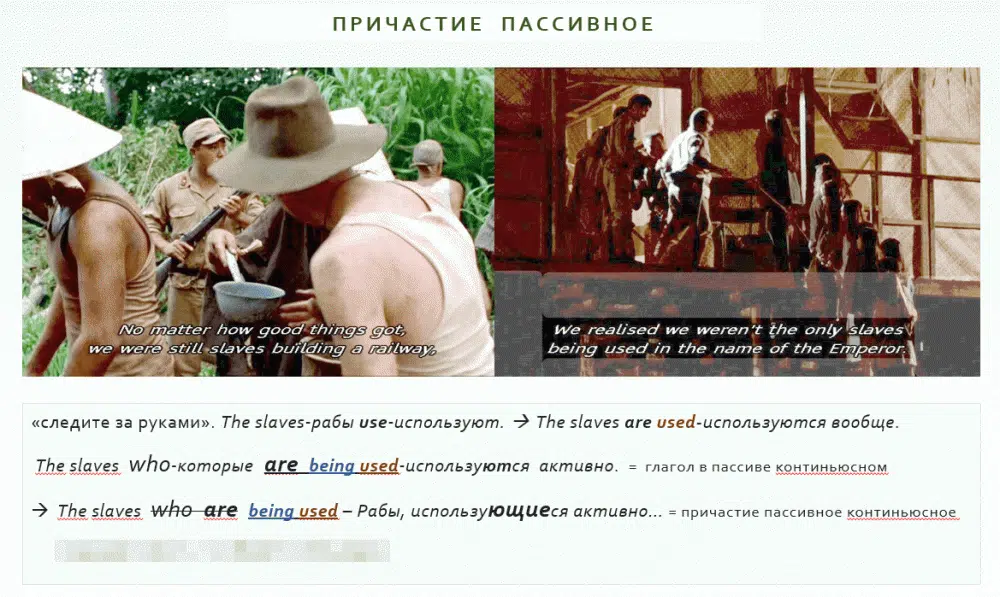 ПРИЧАСТИЕ ПАССИВНОЕ
No matter how good things got,
we were still slaves building a railway,
We realised we weren't the only slaves
being used in the name of the Emperor.
«следите за руками». The slaves-рабы use-используют. → The slaves are used-используются вообще.
The slaves who-которые are being used-используются активно. = глагол в пассиве континьюсном
→ The slaves who are being used – Рабы, использующиеся активно... = причастие пассивное континьюсное